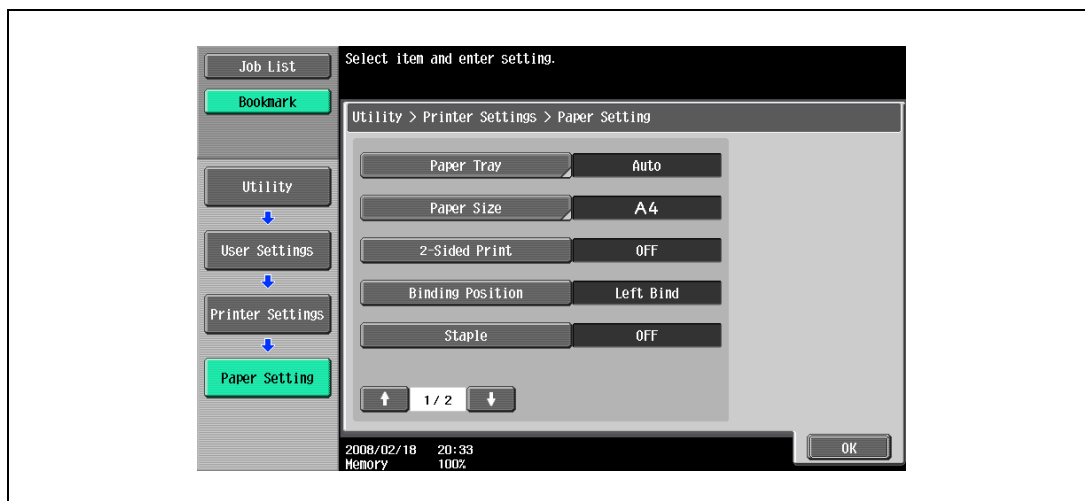 Job List
Bookmark
Select item and enter setting.
Utility > Printer Settings > Paper Setting
Utility
User Settings
Printer Settings
Paper Setting
Paper Tray Auto
Paper Size A4
2-Sided Print OFF
Binding Position Left Bind
Staple OFF
1/2
2008/02/18 20:33
Memory 100%
OK